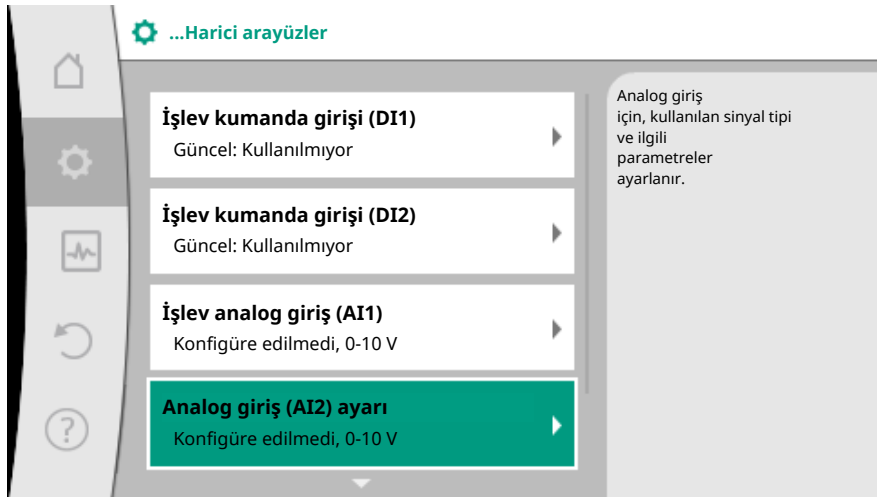 ...Harici arayüzler
İşlev kumanda girişi (DI1)
Güncel: Kullanılmıyor
İşlev kumanda girişi (DI2)
Güncel: Kullanılmıyor
İşlev analog giriş (AI1)
Konfigüre edilmedi, 0-10 V
Analog giriş (AI2) ayarı
Konfigüre edilmedi, 0-10 V
Analog giriş
için, kullanılan sinyal tipi
ve ilgili
parametreler
ayarlanır.